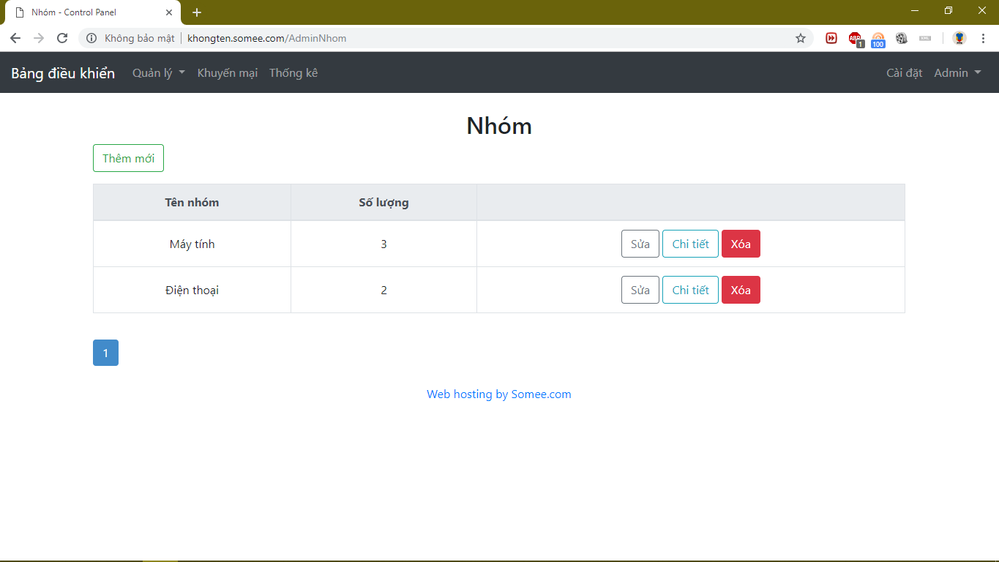 Nhóm - Control Panel
Không bảo mật khongten.somee.com/AdminNhom
ABP 1 100
Bảng điều khiển Quản lý Khuyến mại Thống kê Cài đặt Admin
Nhóm
Thêm mới
Tên nhóm Số lượng
Máy tính 3 Sửa Chi tiết Xóa
Điện thoại 2 Sửa Chi tiết Xóa
1
Web hosting by Somee.com